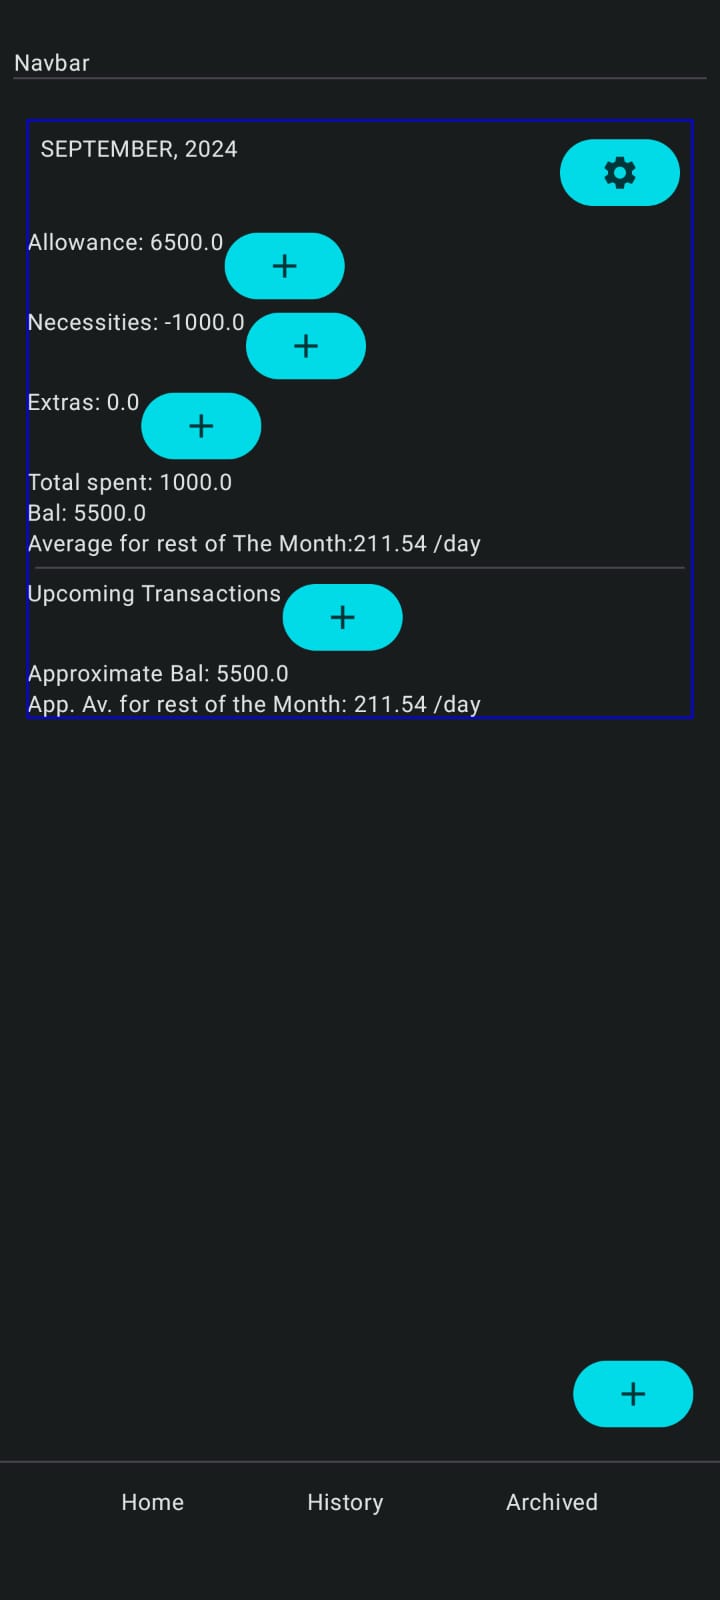 Navbar
SEPTEMBER, 2024
Allowance: 6500.0
Necessities: -1000.0
Extras: 0.0
Total spent: 1000.0
Bal: 5500.0
Average for rest of The Month:211.54 /day
Upcoming Transactions
Approximate Bal: 5500.0
App. Av. for rest of the Month: 211.54 /day
Home History Archived